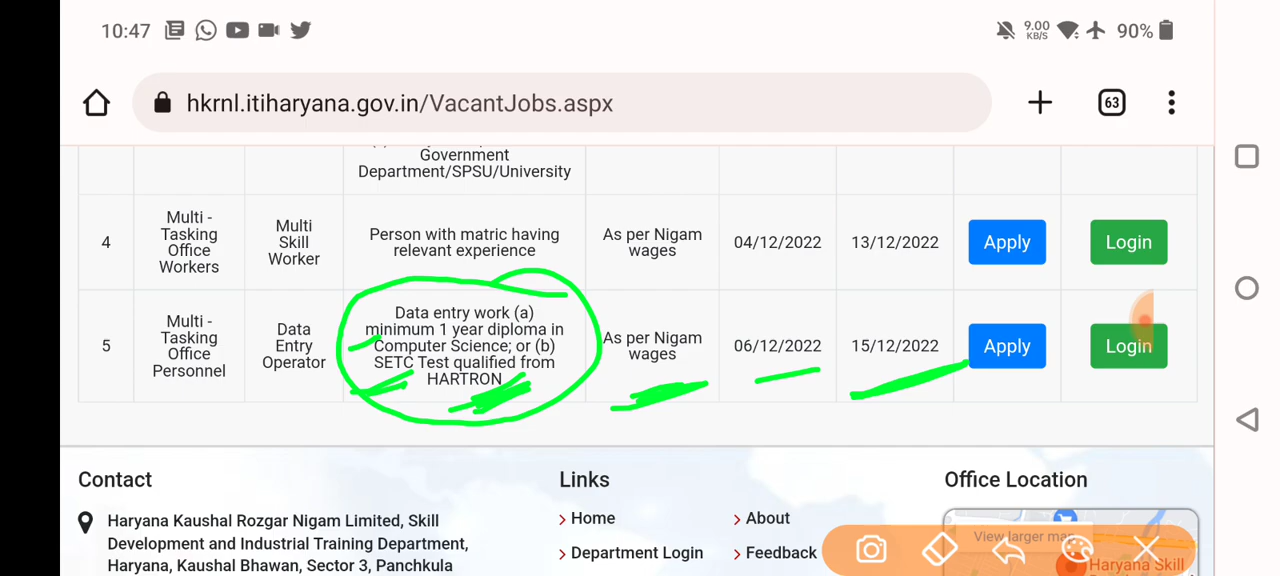 10:47
9.00
KB/S
90%
hkrnl.itiharyana.gov.in/VacantJobs.aspx
63
Government
Department/SPSU/University
4
Multi -
Tasking
Office
Workers
Multi
Skill
Worker
Person with matric having
relevant experience
As per Nigam
wages
04/12/2022
13/12/2022
Apply
Login
5
Multi -
Tasking
Office
Personnel
Data
Entry
Operator
Data entry work (a)
minimum 1 year diploma in
Computer Science; or (b)
SETC Test qualified from
HARTRON
As per Nigam
wages
06/12/2022
15/12/2022
Apply
Login
Contact
Haryana Kaushal Rozgar Nigam Limited, Skill
Development and Industrial Training Department,
Haryana, Kaushal Bhawan, Sector 3, Panchkula
Links
Home
About
Department Login
Feedback
Office Location
View larger map
Haryana Skill